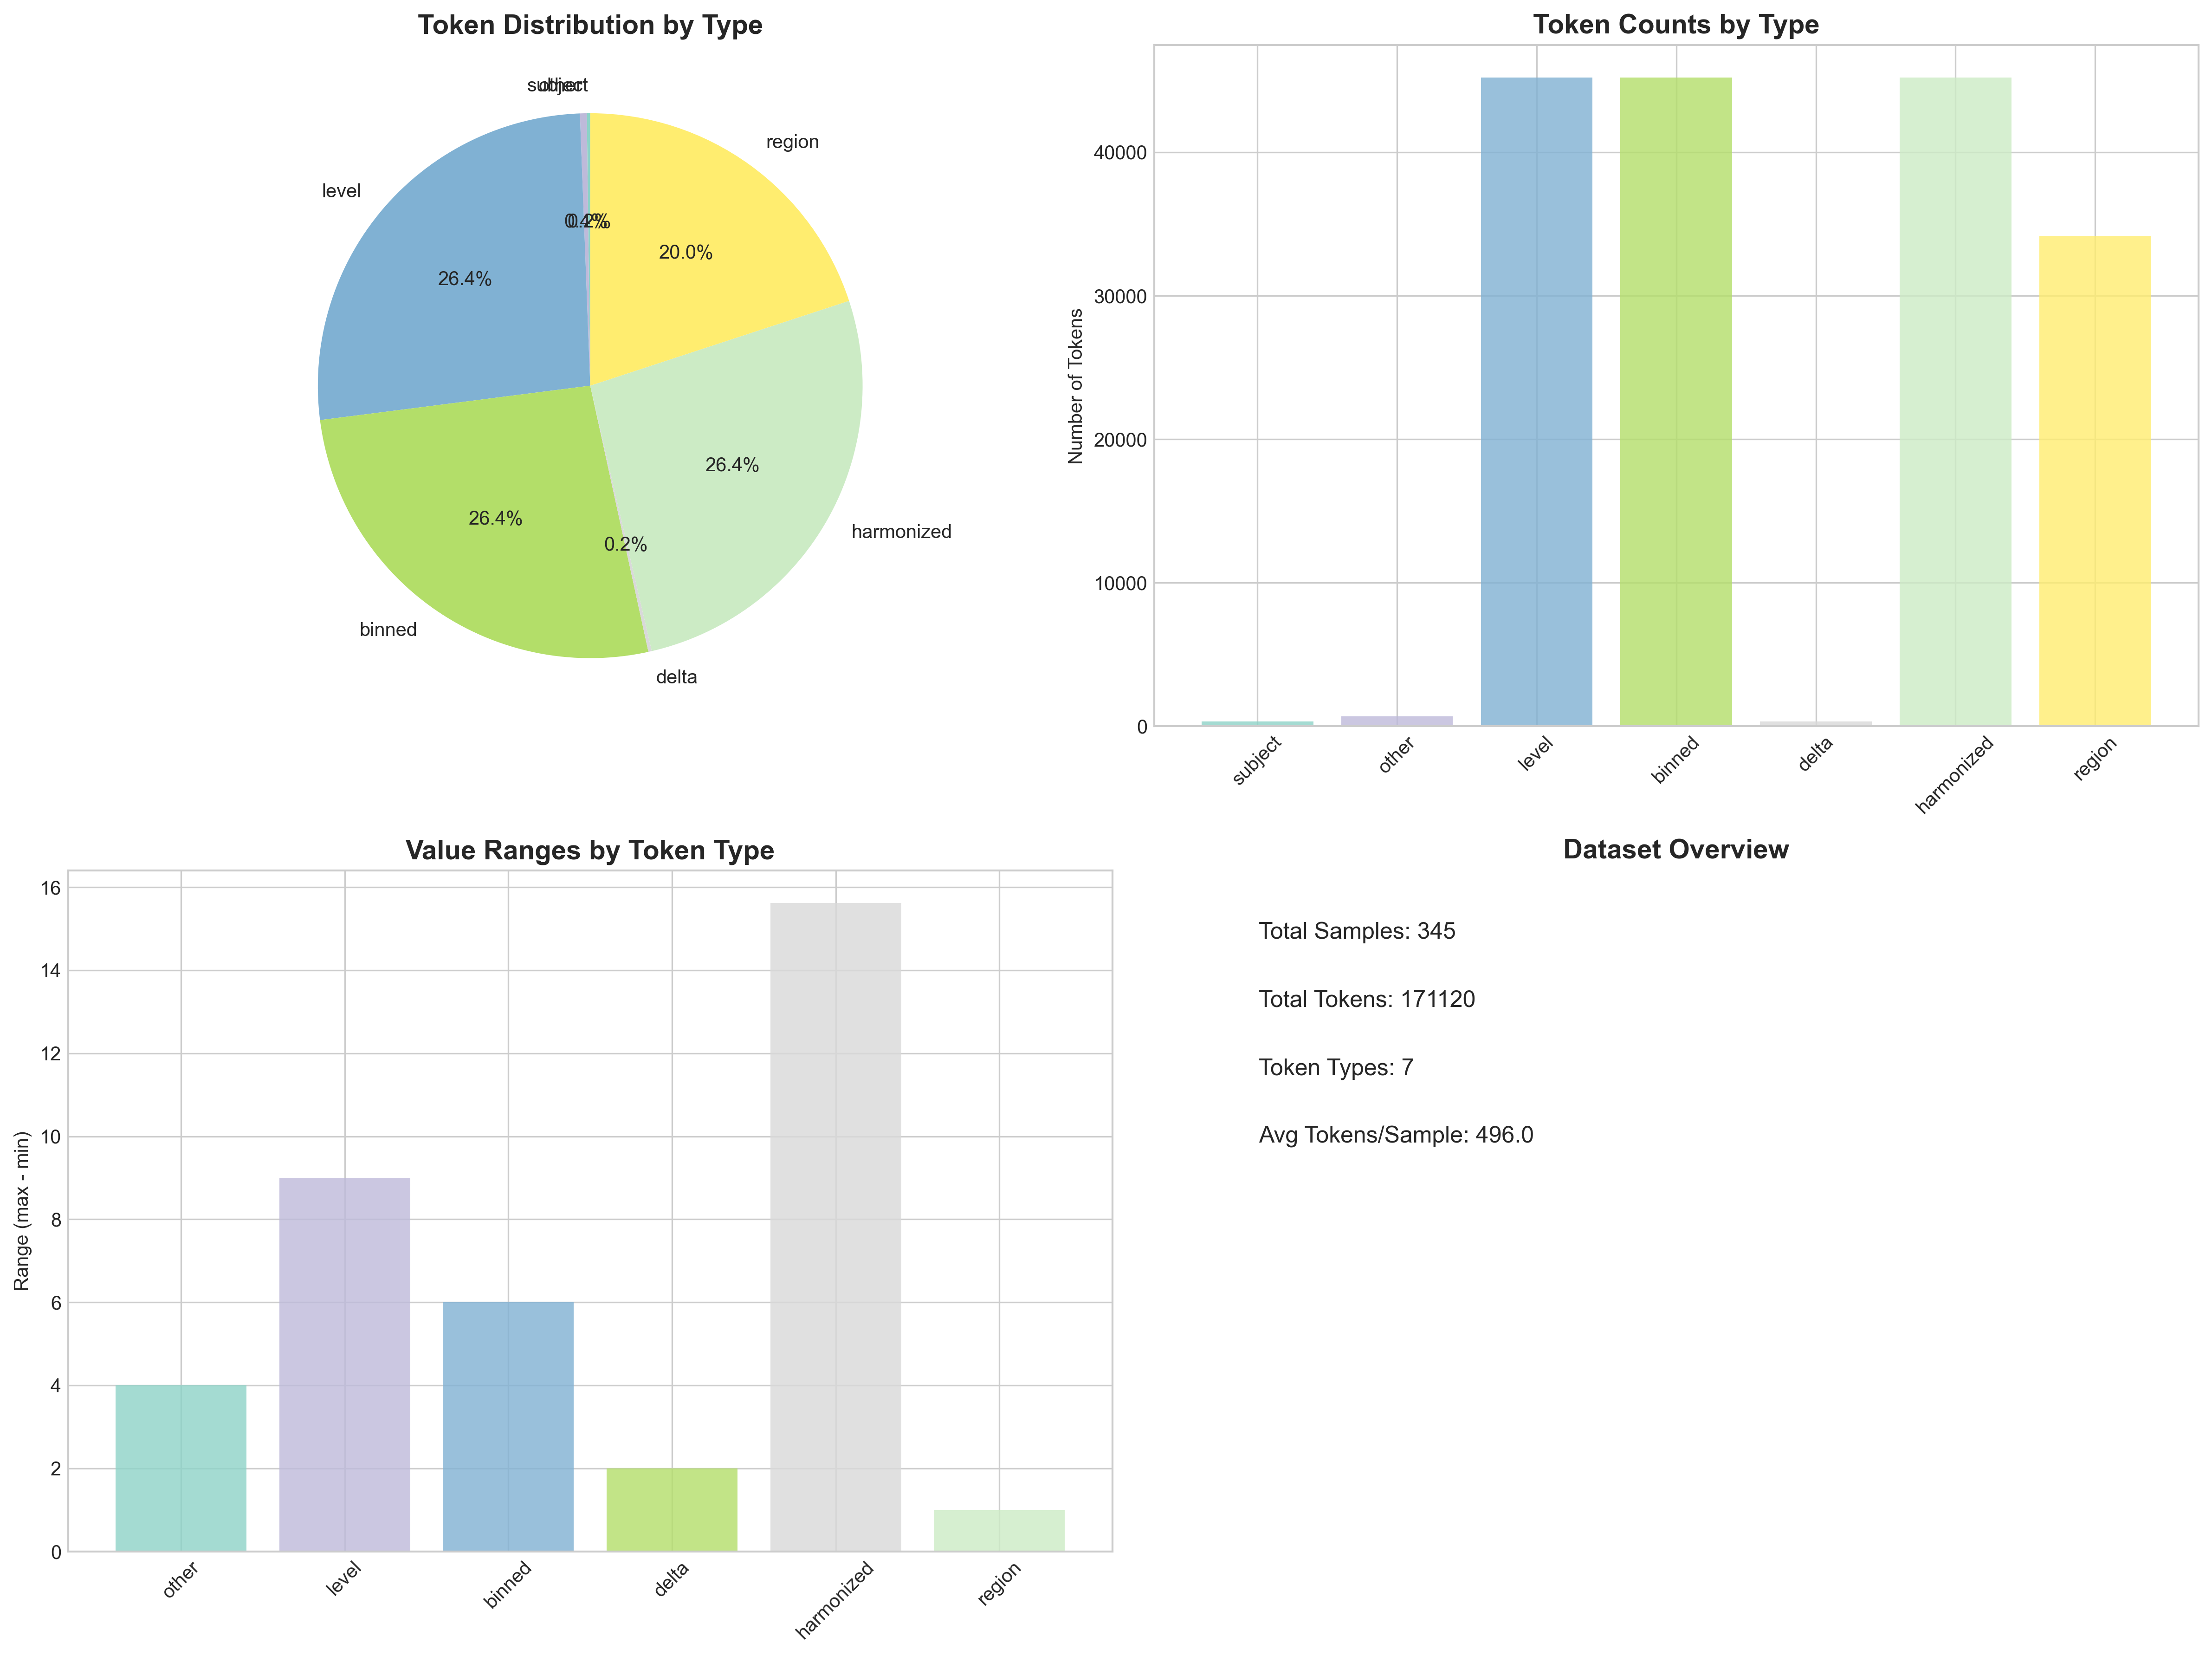 Token Distribution by Type
subject
other
region
level
0.4%
0.2%
20.0%
26.4%
26.4%
harmonized
26.4%
0.2%
binned
delta
Token Counts by Type
Number of Tokens
40000
30000
20000
10000
0
subject
other
level
binned
delta
harmonized
region
Value Ranges by Token Type
Range (max - min)
16
14
12
10
8
6
4
2
0
other
level
binned
delta
harmonized
region
Dataset Overview
Total Samples: 345
Total Tokens: 171120
Token Types: 7
Avg Tokens/Sample: 496.0